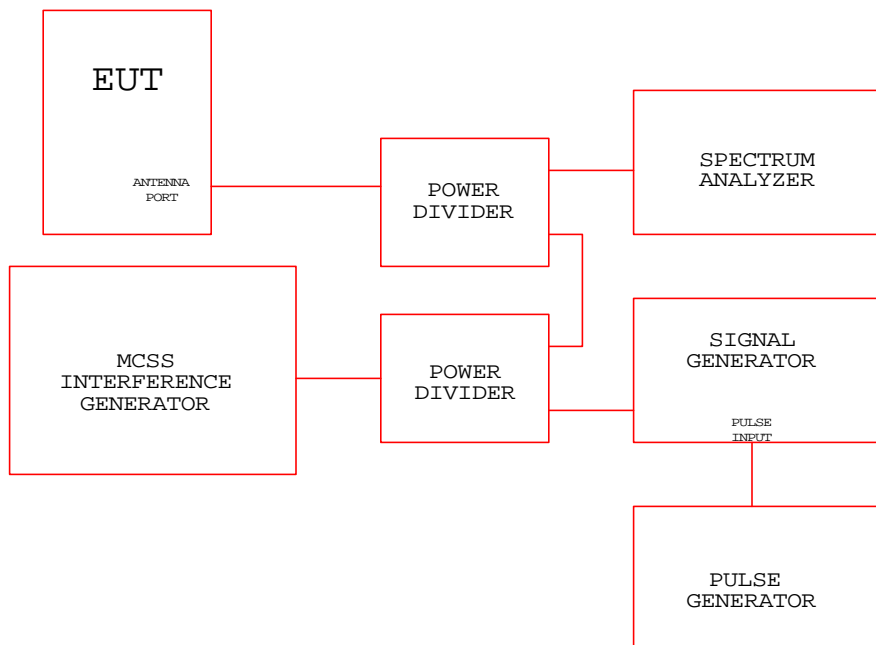 EUT
ANTENNA
PORT
POWER
DIVIDER
SPECTRUM
ANALYZER
MCSS
INTERFERENCE
GENERATOR
POWER
DIVIDER
SIGNAL
GENERATOR
PULSE
INPUT
PULSE
GENERATOR